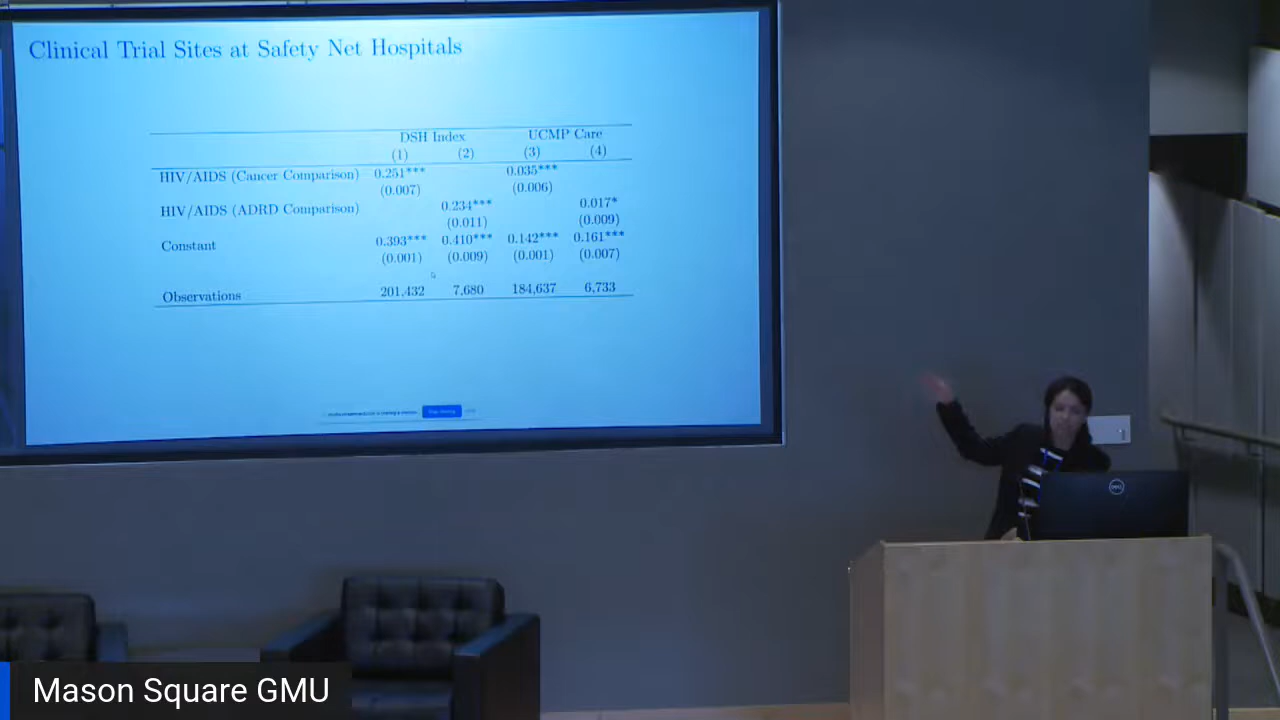 Clinical Trial Sites at Safety Net Hospitals
DSH Index UCMP Care
(1) (2) (3) (4)
HIV/AIDS (Cancer Comparison) 0.251*** 0.035***
(0.007) (0.006)
HIV/AIDS (ADRD Comparison) 0.234*** 0.017*
(0.011) (0.009)
Constant 0.393*** 0.410*** 0.142*** 0.161***
(0.001) (0.009) (0.001) (0.007)
Observations 201,432 7,680 184,637 6,733
DELL
Mason Square GMU